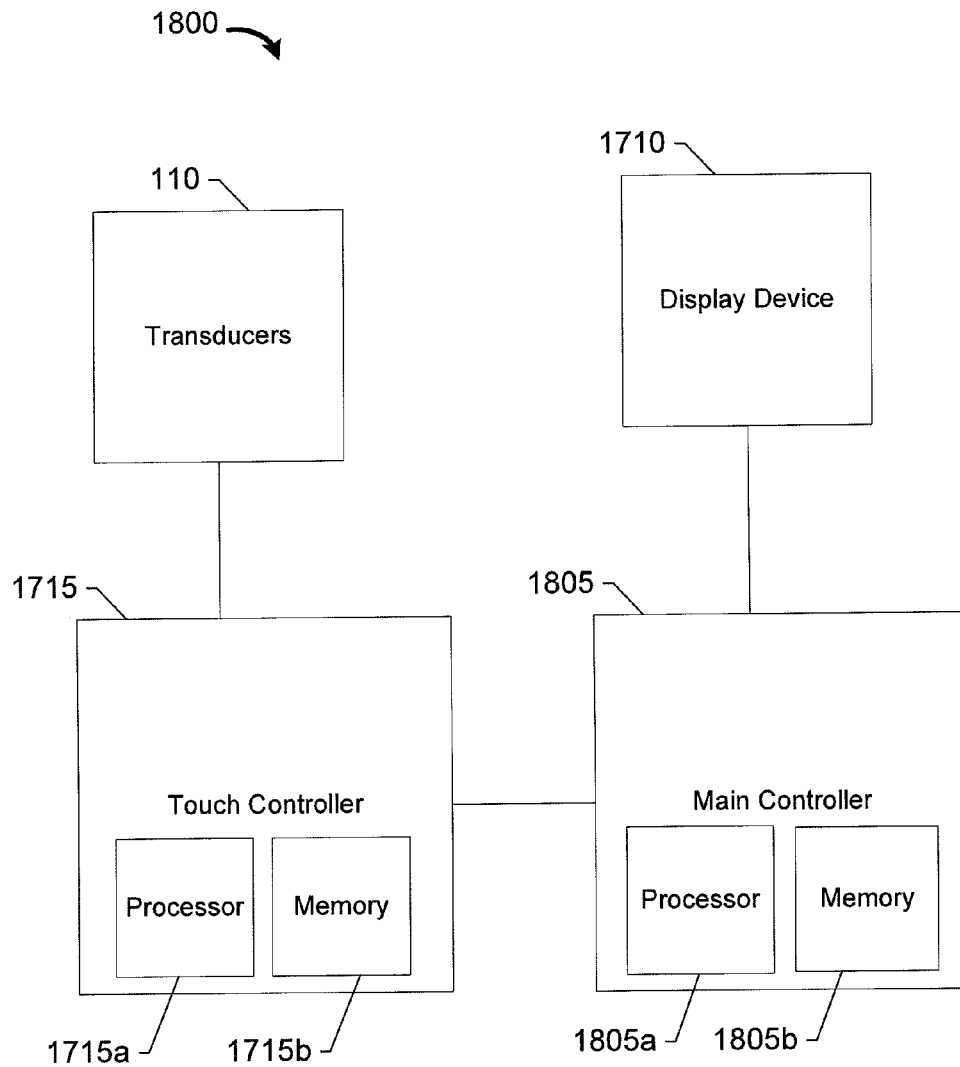 1800
1710
110
Display Device
Transducers
1715
1805
Touch Controller
Main Controller
Processor
Memory
Processor
Memory
1715a
1715b
1805a
1805b